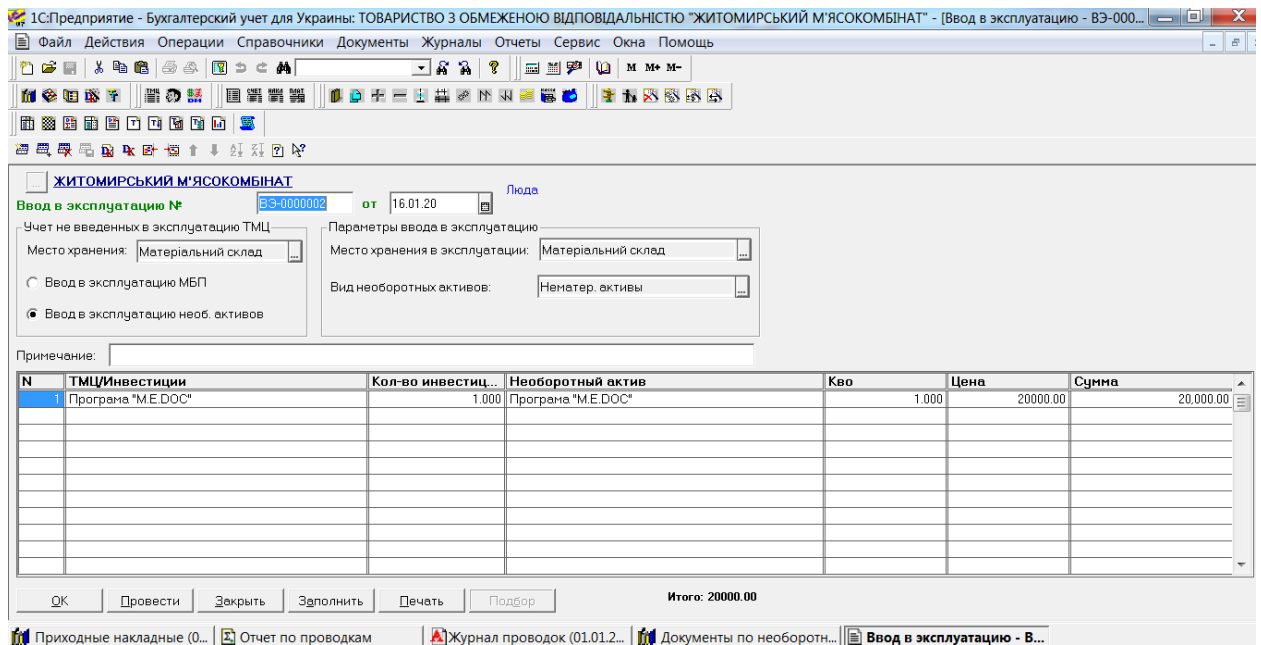 1С:Предприятие - Бухгалтерский учет для Украины: ТОВАРИСТВО З ОБМЕЖЕНОЮ ВІДПОВІДАЛЬНІСТЮ "ЖИТОМИРСЬКИЙ М'ЯСОКОМБІНАТ" - [Ввод в эксплуатацию - ВЭ-000...
Файл Действия Операции Справочники Документы Журналы Отчеты Сервис Окна Помощь
M M+ M-
... ЖИТОМИРСЬКИЙ М'ЯСОКОМБІНАТ
Люда
Ввод в эксплуатацию № ВЭ-0000002 от 16.01.20
Учет не введенных в эксплуатацию ТМЦ Параметры ввода в эксплуатацию
Место хранения: Матеріальний склад ... Место хранения в эксплуатации: Матеріальний склад ...
Ввод в эксплуатацию МБП Вид необоротных активов: Нематер. активы ...
Ввод в эксплуатацию необ. активов
Примечание:
N ТМЦ/Инвестиции Кол-во инвестиц... Необоротный актив Кво Цена Сумма
1 Програма "M.E.DOC" 1.000 Програма "M.E.DOC" 1.000 20000.00 20,000.00
OK Провести Закрыть Заполнить Печать Подбор Итого: 20000.00
Приходные накладные (0... Отчет по проводкам Журнал проводок (01.01.2... Документы по необоротн... Ввод в эксплуатацию - В...